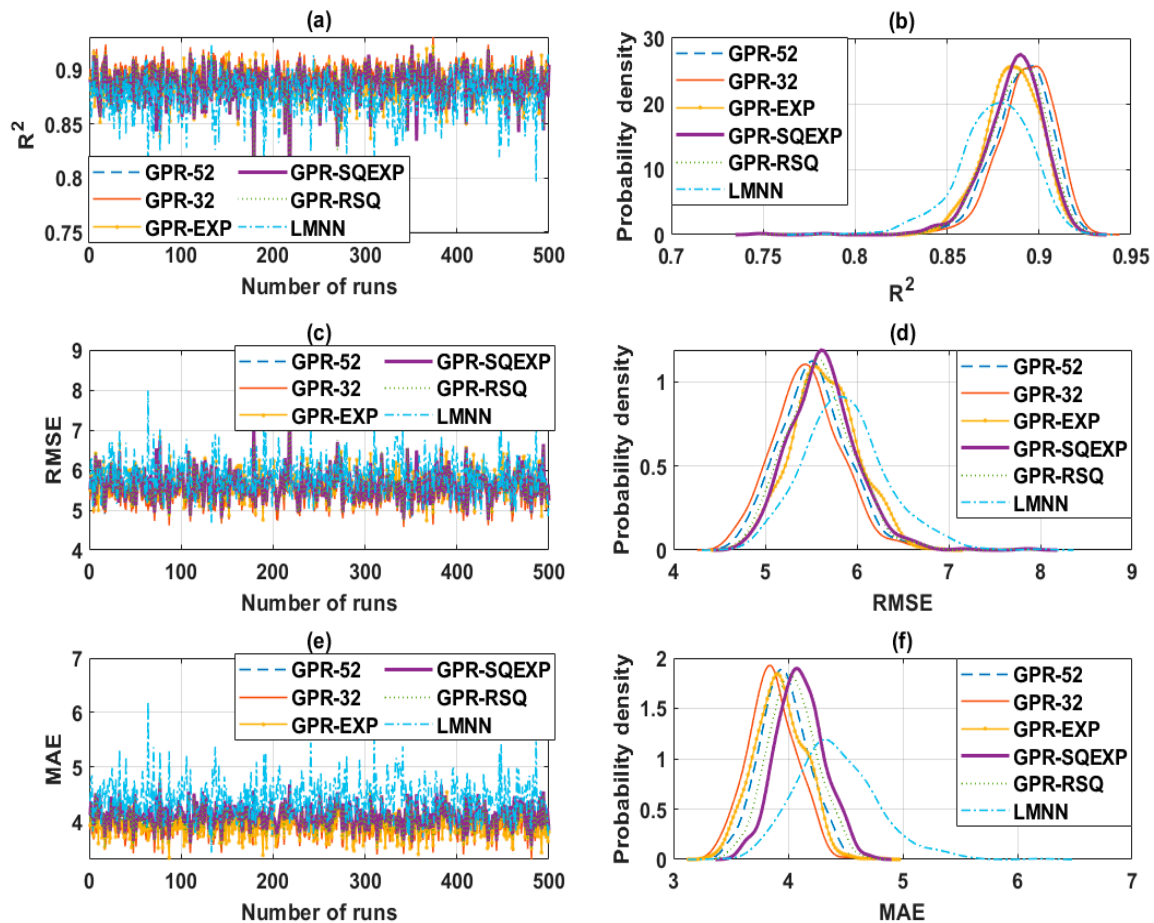 (a)
R2
0.9
0.85
0.8
0.75
GPR-52
GPR-32
GPR-EXP
GPR-SQEXP
GPR-RSQ
LMNN
0 100 200 300 400 500
Number of runs
(b)
Probability density
30
20
10
0
GPR-52
GPR-32
GPR-EXP
GPR-SQEXP
GPR-RSQ
LMNN
0.7 0.75 0.8 0.85 0.9 0.95
R2
(c)
RMSE
9
8
7
6
5
4
GPR-52
GPR-32
GPR-EXP
GPR-SQEXP
GPR-RSQ
LMNN
0 100 200 300 400 500
Number of runs
(d)
Probability density
1
0.5
0
GPR-52
GPR-32
GPR-EXP
GPR-SQEXP
GPR-RSQ
LMNN
4 5 6 7 8 9
RMSE
(e)
MAE
7
6
5
4
GPR-52
GPR-32
GPR-EXP
GPR-SQEXP
GPR-RSQ
LMNN
0 100 200 300 400 500
Number of runs
(f)
Probability density
2
1.5
1
0.5
0
GPR-52
GPR-32
GPR-EXP
GPR-SQEXP
GPR-RSQ
LMNN
3 4 5 6 7
MAE